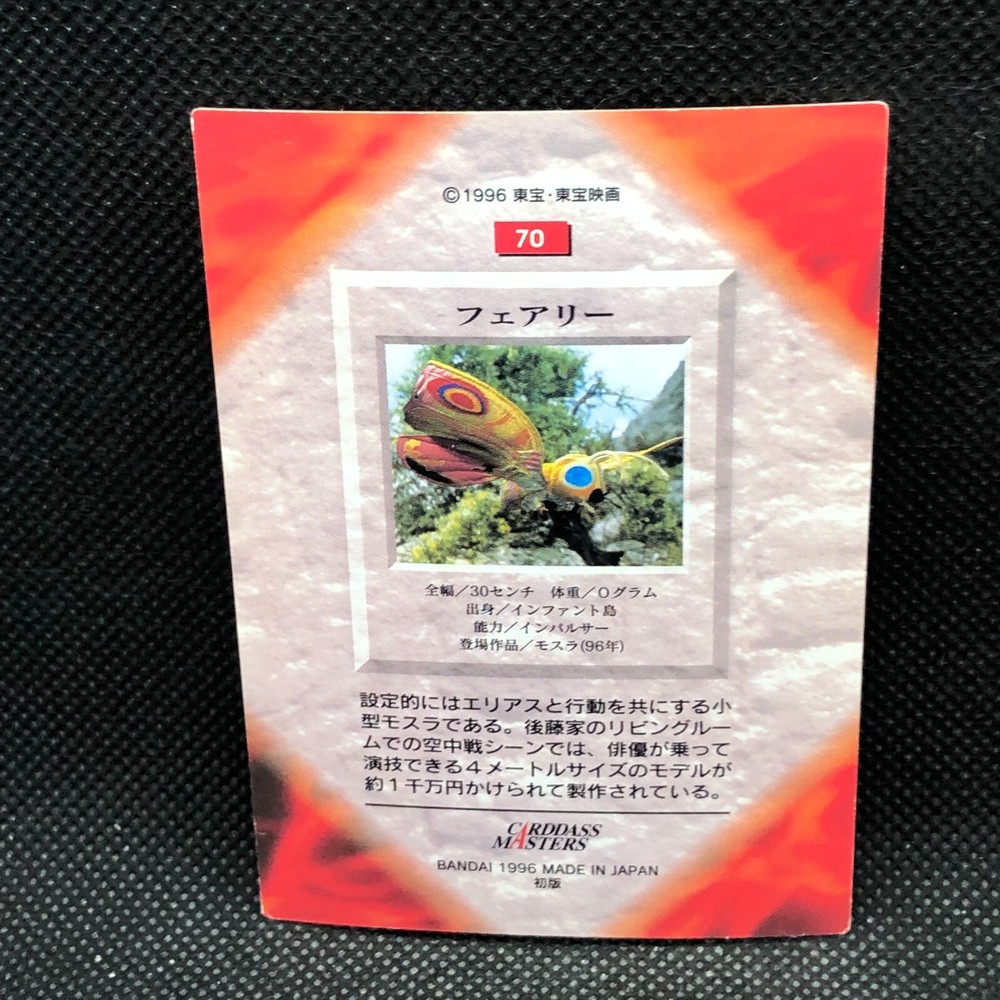 ©1996 東宝・東宝映画
70
フェアリー
全幅／30センチ　体重／0グラム
出身／インファント島
能力／インパルサー
登場作品／モスラ(96年)
設定的にはエリアスと行動を共にする小
型モスラである。後藤家のリビングルー
ムでの空中戦シーンでは、俳優が乗って
演技できる4メートルサイズのモデルが
約1千万円かけられて製作されている。
CARDDASS
MASTERS
BANDAI 1996 MADE IN JAPAN
初版